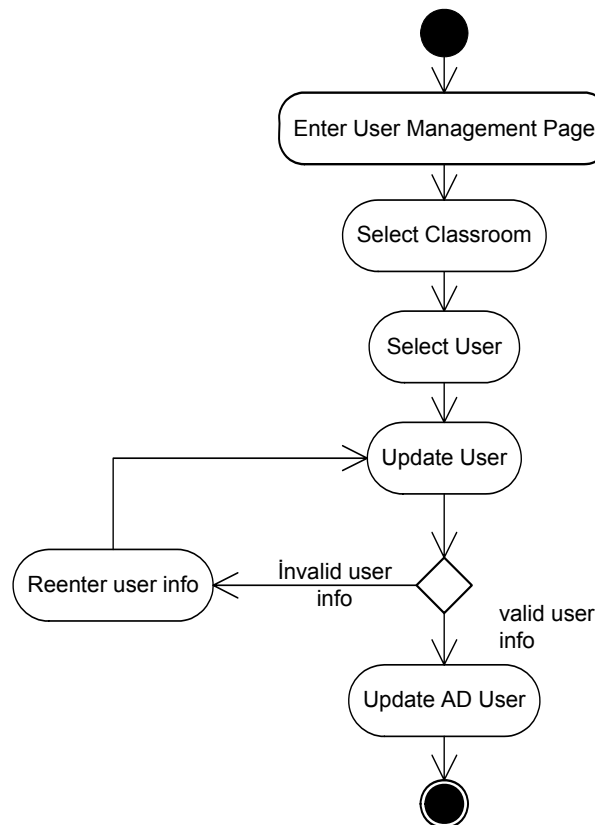 Enter User Management Page
Select Classroom
Select User
Update User
Reenter user info
İnvalid user
info
valid user
info
Update AD User